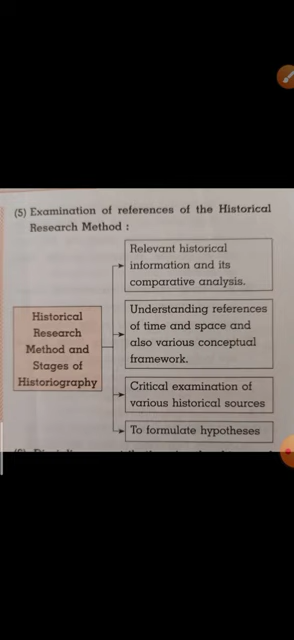 (5) Examination of references of the Historical
Research Method :
Relevant historical
information and its
comparative analysis.
Historical
Research
Method and
Stages of
Historiography
Understanding references
of time and space and
also various conceptual
framework.
Critical examination of
various historical sources
To formulate hypotheses